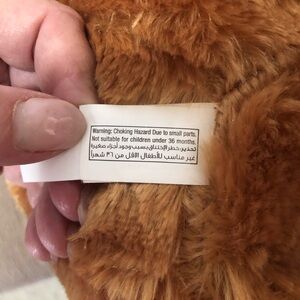 Warning: Choking Hazard Due to small parts.
Not suitable for children under 36 months.
تحذير: خطر الإختناق بسبب وجود أجزاء صغيرة
غير مناسب للأطفال الاقل من ٣٦ شهراً